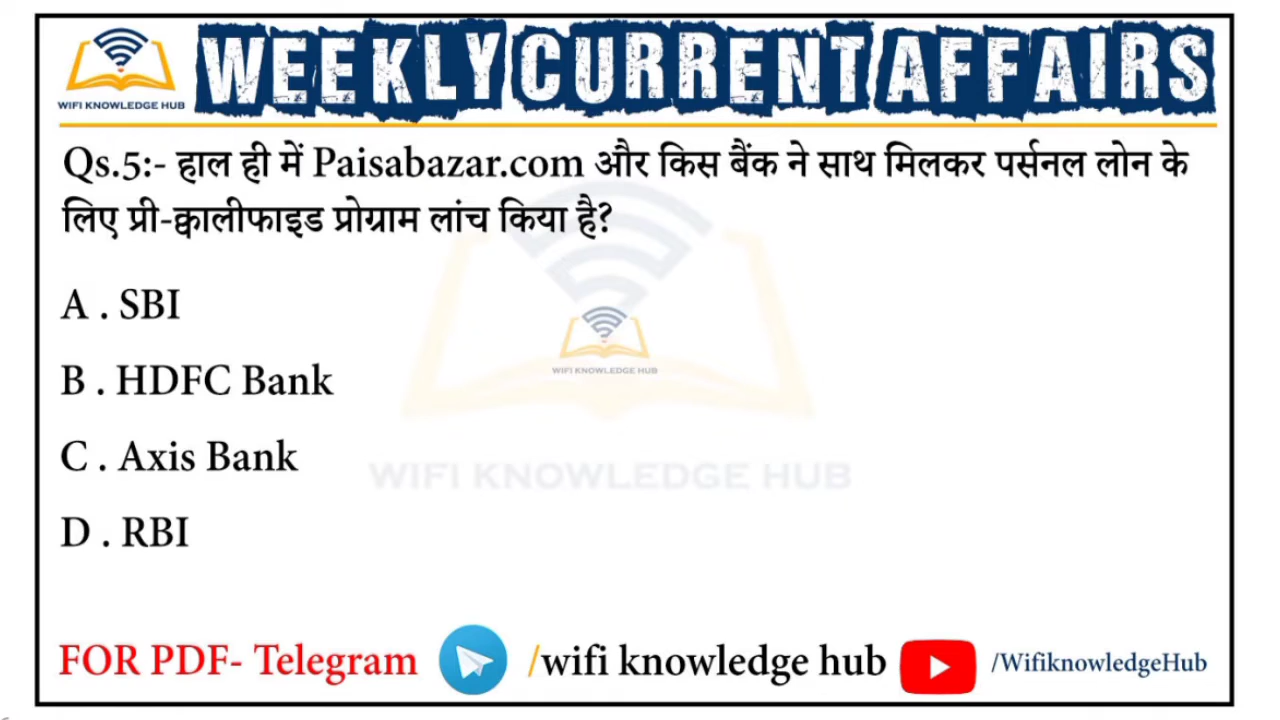 WIFI KNOWLEDGE HUB
WEEKLY CURRENT AFFAIRS
Qs.5:- हाल ही में Paisabazar.com और किस बैंक ने साथ मिलकर पर्सनल लोन के
लिए प्री-क्वालीफाइड प्रोग्राम लांच किया है?
A . SBI
B . HDFC Bank
WIFI KNOWLEDGE HUB
C . Axis Bank
WIFI KNOWLEDGE HUB
D . RBI
FOR PDF- Telegram /wifi knowledge hub /WifiknowledgeHub